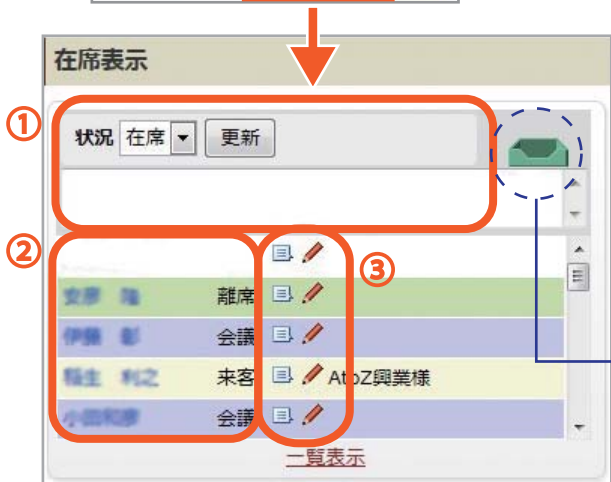 在席表示
①
状況 在席 更新
②
③
離席
会議
来客 AtoZ興業様
会議
一覧表示